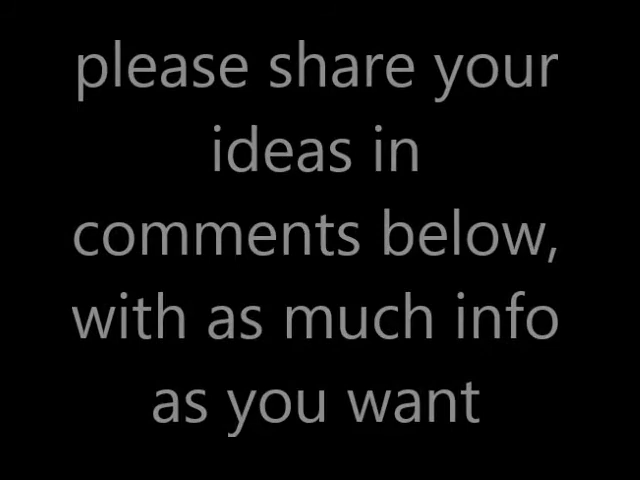 please share your
ideas in
comments below,
with as much info
as you want